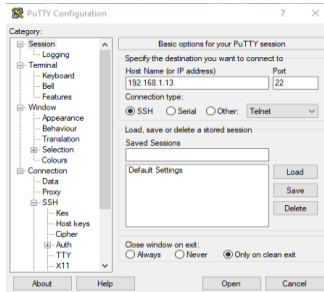 PuTTY Configuration
Category:
Session
Logging
Terminal
Keyboard
Bell
Features
Window
Appearance
Behaviour
Translation
Selection
Colours
Connection
Data
Proxy
SSH
Kex
Host keys
Cipher
Auth
TTY
X11
Basic options for your PuTTY session
Specify the destination you want to connect to
Host Name (or IP address) Port
192.168.1.13 22
Connection type:
SSH Serial Other: Telnet
Load, save or delete a stored session
Saved Sessions
Default Settings
Load
Save
Delete
Close window on exit:
Always Never Only on clean exit
About Help Open Cancel